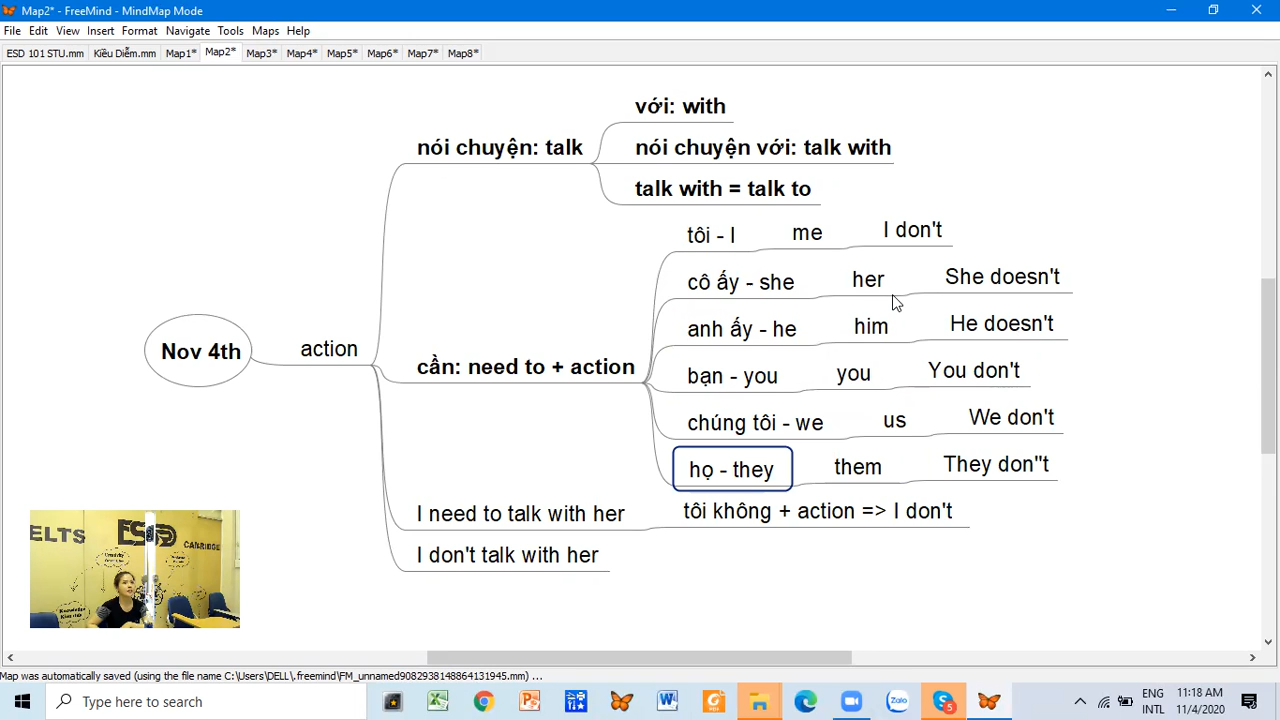 Map2* - FreeMind - MindMap Mode
File Edit View Insert Format Navigate Tools Maps Help
ESD 101 STU.mm Kiều Diễm.mm Map1* Map2* Map3* Map4* Map5* Map6* Map7* Map8*
với: with
nói chuyện: talk
nói chuyện với: talk with
talk with = talk to
tôi - I me I don't
cô ấy - she her She doesn't
anh ấy - he him He doesn't
Nov 4th
action
cần: need to + action
bạn - you you You don't
chúng tôi - we us We don't
họ - they them They don"t
I need to talk with her
tôi không + action => I don't
I don't talk with her
ELTS ESD CAMBRIDGE
Map was automatically saved (using the file name C:\Users\DELL\.freemind\FM_unnamed9082938148864131945.mm) ...
Type here to search
Zalo
5
ENG
INTL
11:18 AM
11/4/2020